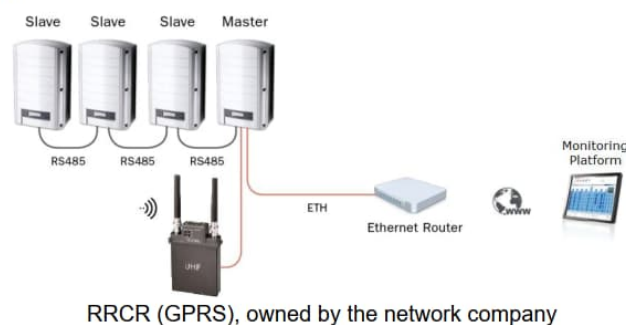 Slave Slave Slave Master
RS485 RS485 RS485
Monitoring
Platform
ETH
Ethernet Router
www
RRCR (GPRS), owned by the network company